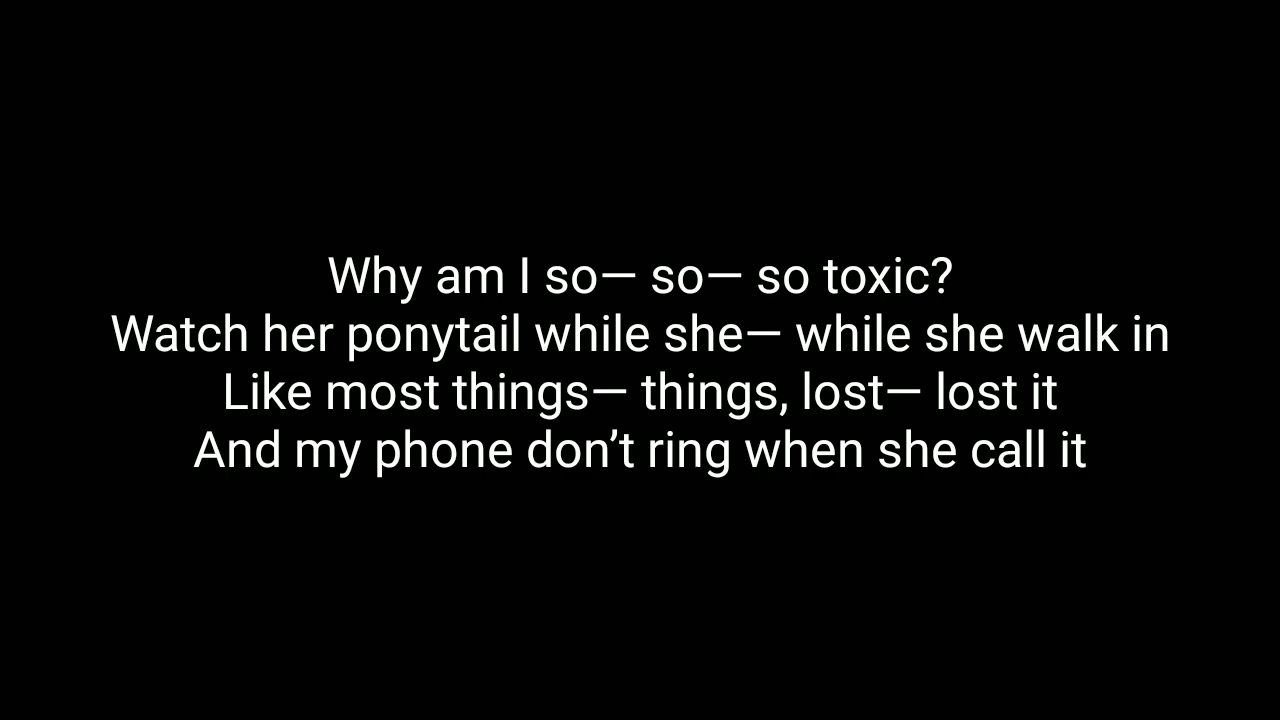 Why am I so— so— so toxic?
Watch her ponytail while she— while she walk in
Like most things— things, lost— lost it
And my phone don’t ring when she call it